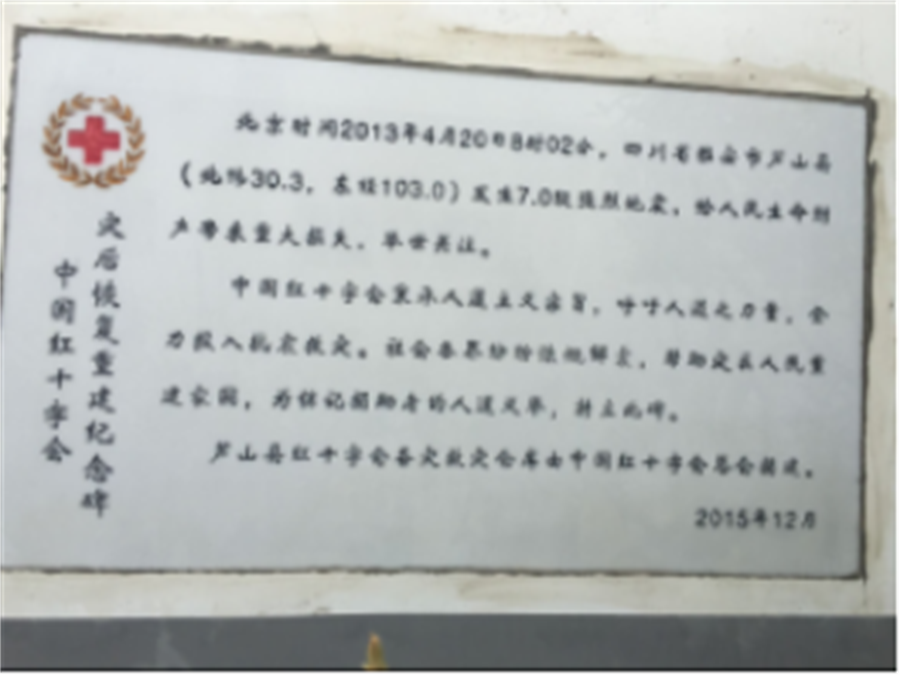 中国红十字会
灾后恢复重建纪念碑
北京时间2013年4月20日8时02分，四川省雅安市芦山县
（北纬30.3，东经103.0）发生7.0级强烈地震，给人民生命财
产带来重大损失，举世关注。
中国红十字会秉承人道主义宗旨，呼吁人道之力量，全
力投入抗震救灾。社会各界纷纷慷慨解囊，帮助灾区人民重
建家园，为铭记捐助者的人道风举，特立此碑。
芦山县红十字会备灾救灾仓库由中国红十字会总会援建。
2015年12月